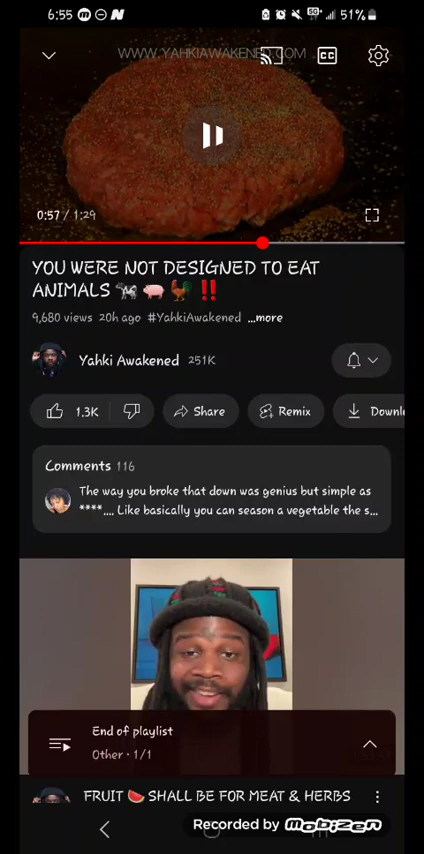 6:55
5G+
51%
WWW.YAHKIAWAKENED.COM
CC
0:57 / 1:29
YOU WERE NOT DESIGNED TO EAT
ANIMALS 🐄 🐖 🐓 ‼️
9,680 views 20h ago #YahkiAwakened ...more
Yahki Awakened 251K
1.3K
Share
Remix
Downl
Comments 116
The way you broke that down was genius but simple as
****.... Like basically you can season a vegetable the s...
End of playlist
Other · 1/1
FRUIT 🍉 SHALL BE FOR MEAT & HERBS
Recorded by mobizen